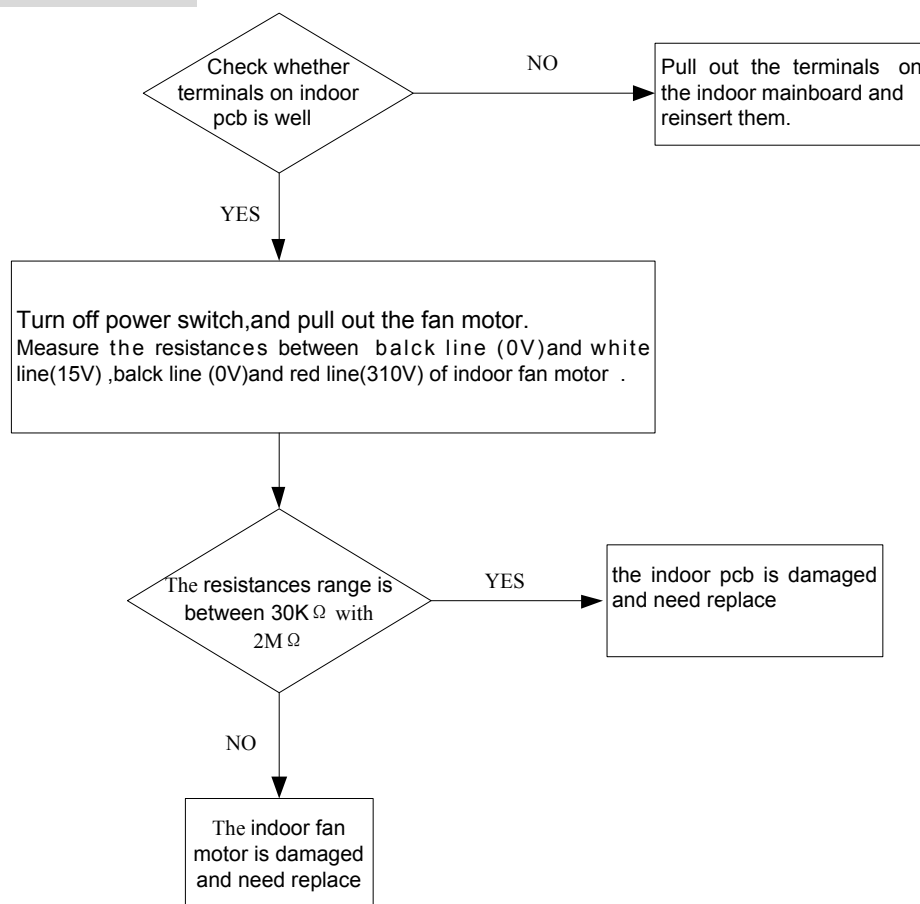 Check whether
terminals on indoor
pcb is well
NO
Pull out the terminals on
the indoor mainboard and
reinsert them.
YES
Turn off power switch,and pull out the fan motor.
Measure the resistances between balck line (0V)and white
line(15V) ,balck line (0V)and red line(310V) of indoor fan motor .
The resistances range is
between 30KΩ with
2MΩ
YES
the indoor pcb is damaged
and need replace
NO
The indoor fan
motor is damaged
and need replace